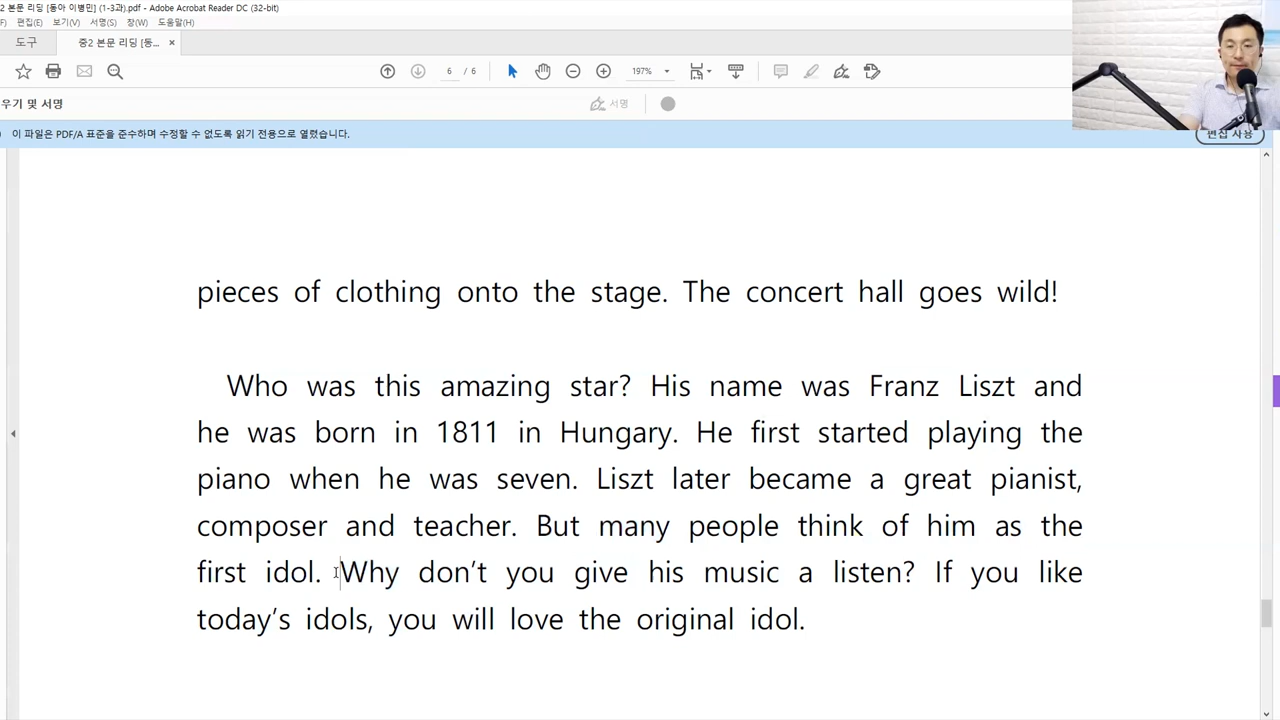 2 본문 리딩 [동아 이병민] (1-3과).pdf - Adobe Acrobat Reader DC (32-bit)
F) 편집(E) 보기(V) 서명(S) 창(W) 도움말(H)
도구 중2 본문 리딩 [동... ×
6 / 6 197%
우기 및 서명 서명
이 파일은 PDF/A 표준을 준수하며 수정할 수 없도록 읽기 전용으로 열렸습니다. 편집 사용
pieces of clothing onto the stage. The concert hall goes wild!
Who was this amazing star? His name was Franz Liszt and
he was born in 1811 in Hungary. He first started playing the
piano when he was seven. Liszt later became a great pianist,
composer and teacher. But many people think of him as the
first idol. Why don't you give his music a listen? If you like
today's idols, you will love the original idol.